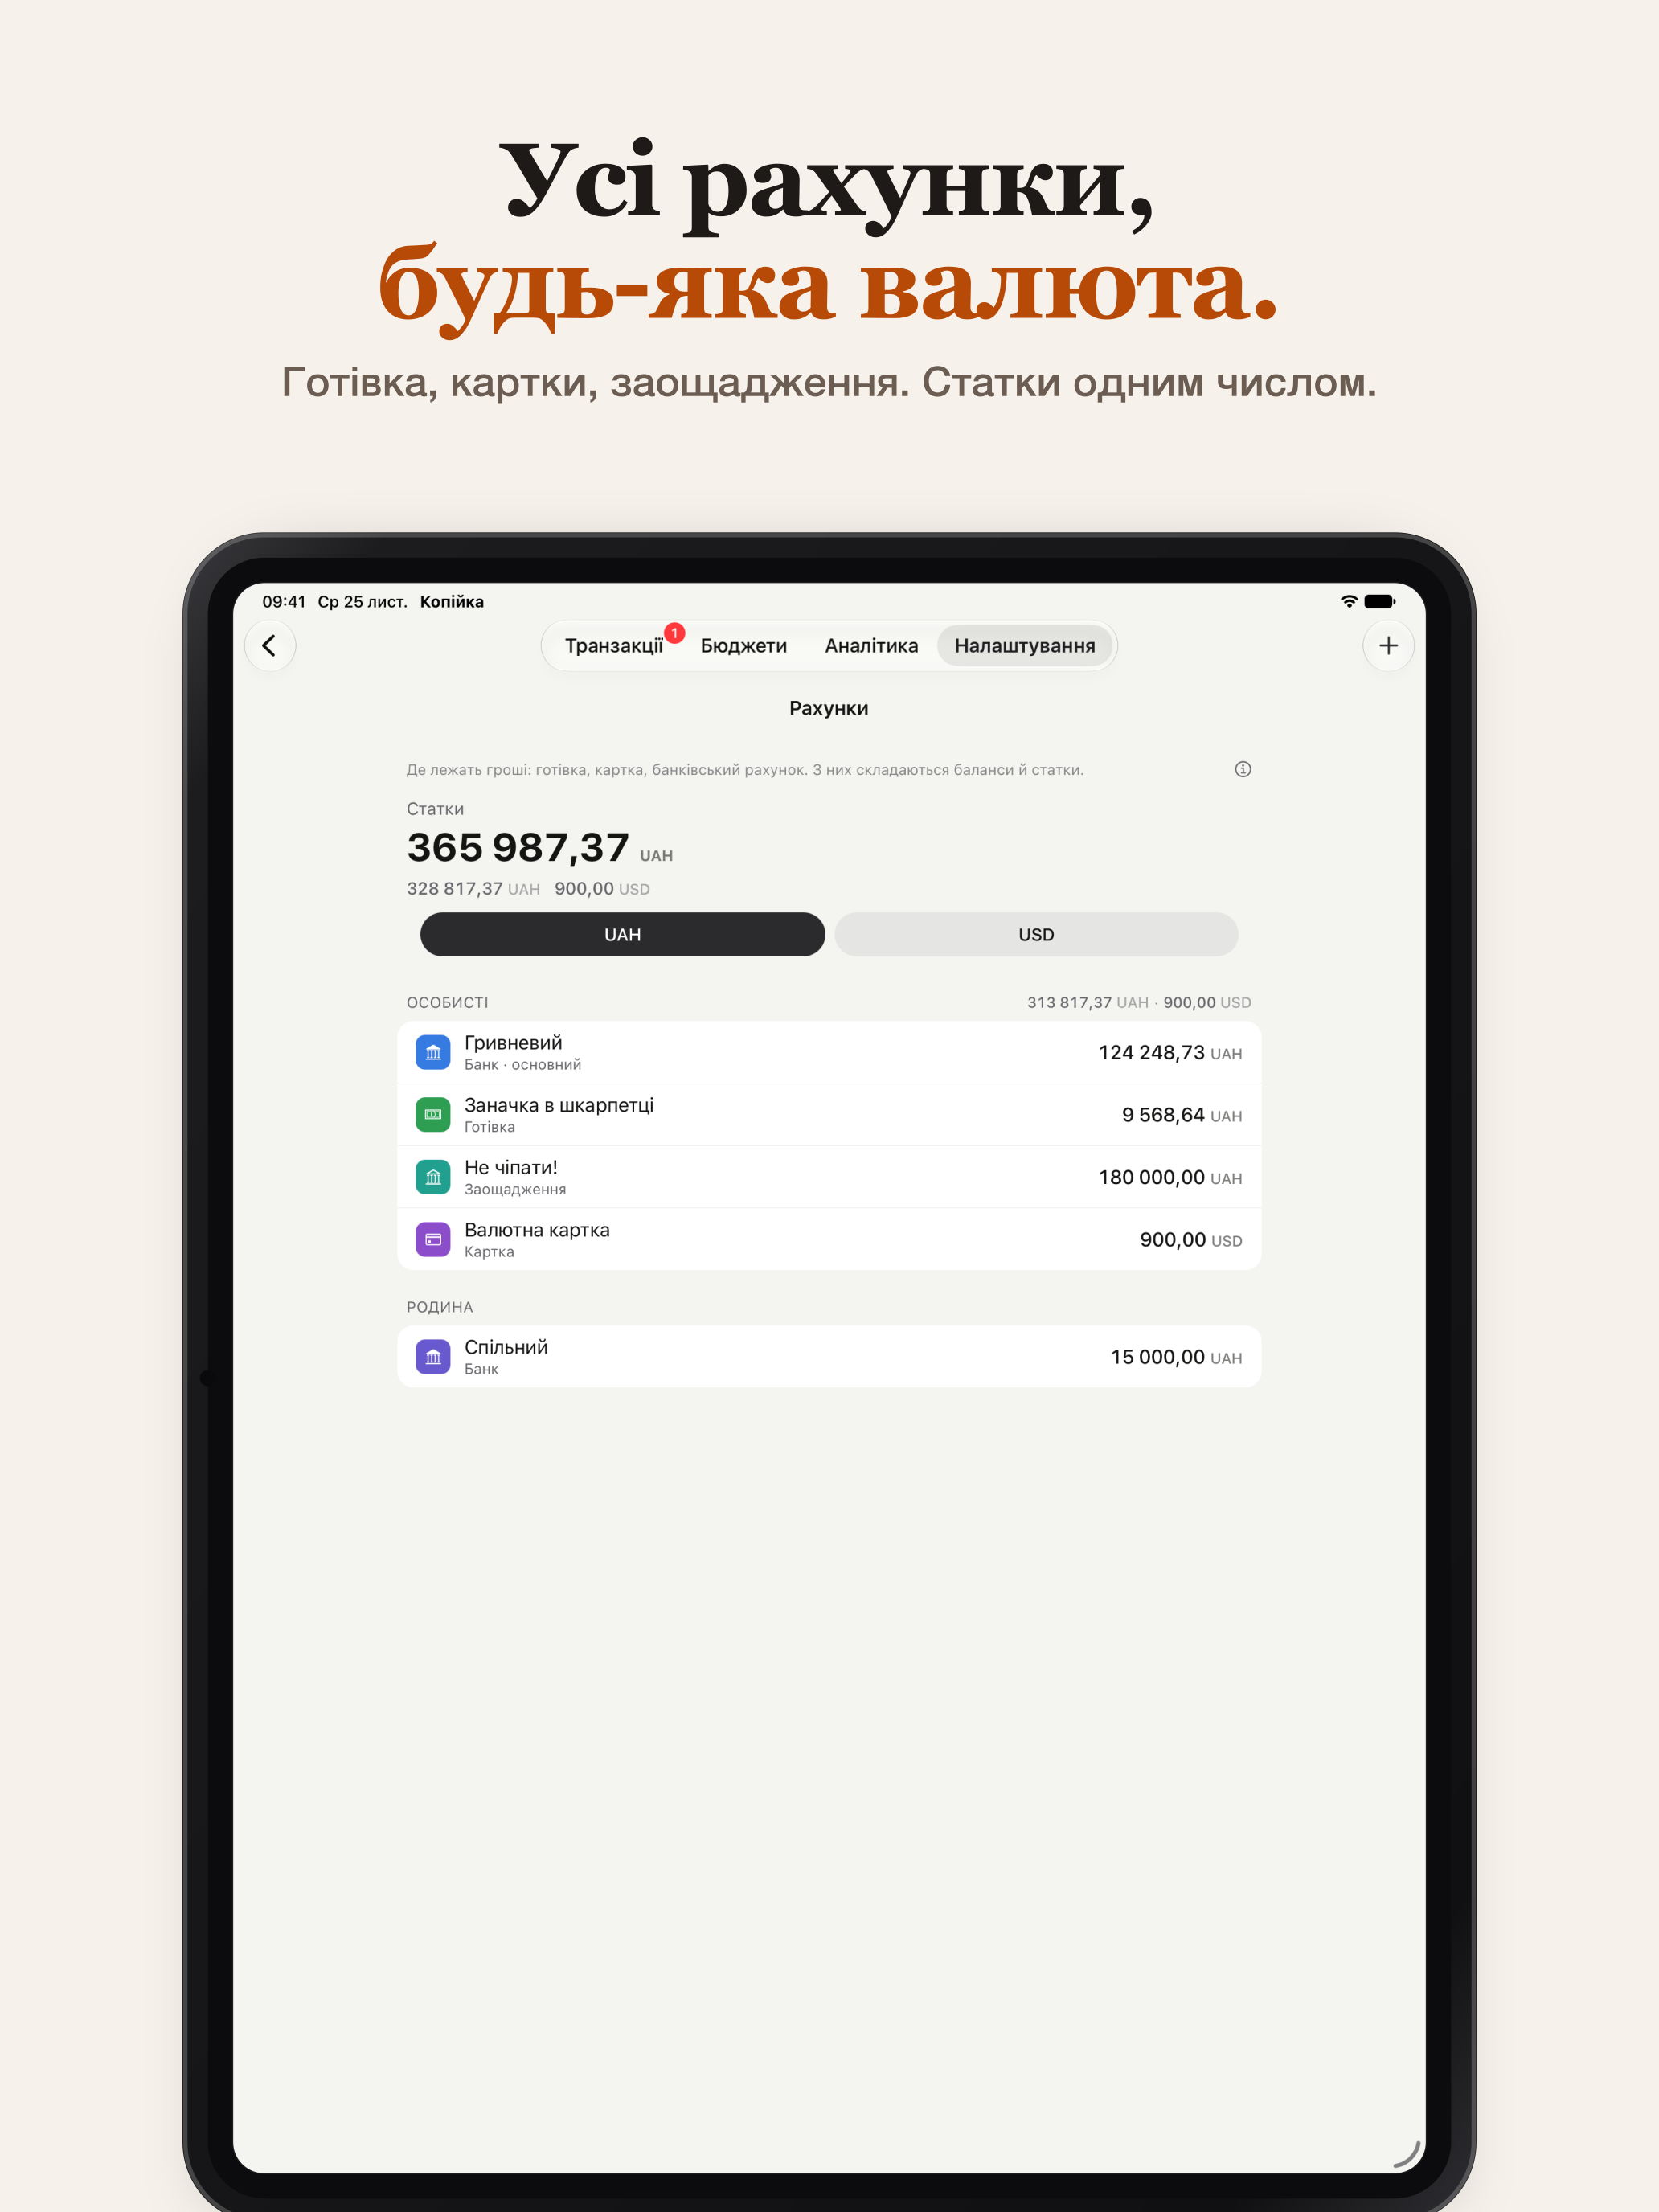 Усі рахунки,
будь-яка валюта.
Готівка, картки, заощадження. Статки одним числом.
09:41 Ср 25 лист. Копійка
Транзакції 1 Бюджети Аналітика Налаштування
Рахунки
Де лежать гроші: готівка, картка, банківський рахунок. З них складаються баланси й статки.
Статки
365 987,37 UAH
328 817,37 UAH 900,00 USD
UAH USD
ОСОБИСТІ 313 817,37 UAH · 900,00 USD
Гривневий 124 248,73 UAH
Банк · основний
Заначка в шкарпетці 9 568,64 UAH
Готівка
Не чіпати! 180 000,00 UAH
Заощадження
Валютна картка 900,00 USD
Картка
РОДИНА
Спільний 15 000,00 UAH
Банк